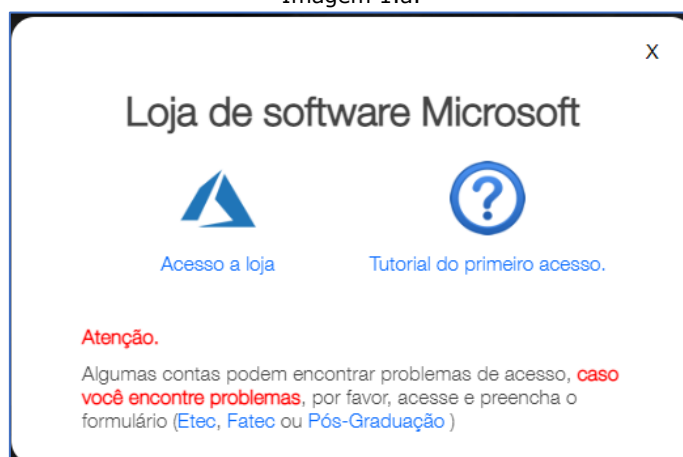 Imagem 1.a.
X
Loja de software Microsoft
?
Acesso a loja
Tutorial do primeiro acesso.
Atenção.
Algumas contas podem encontrar problemas de acesso, caso
você encontre problemas, por favor, acesse e preencha o
formulário (Etec, Fatec ou Pós-Graduação )